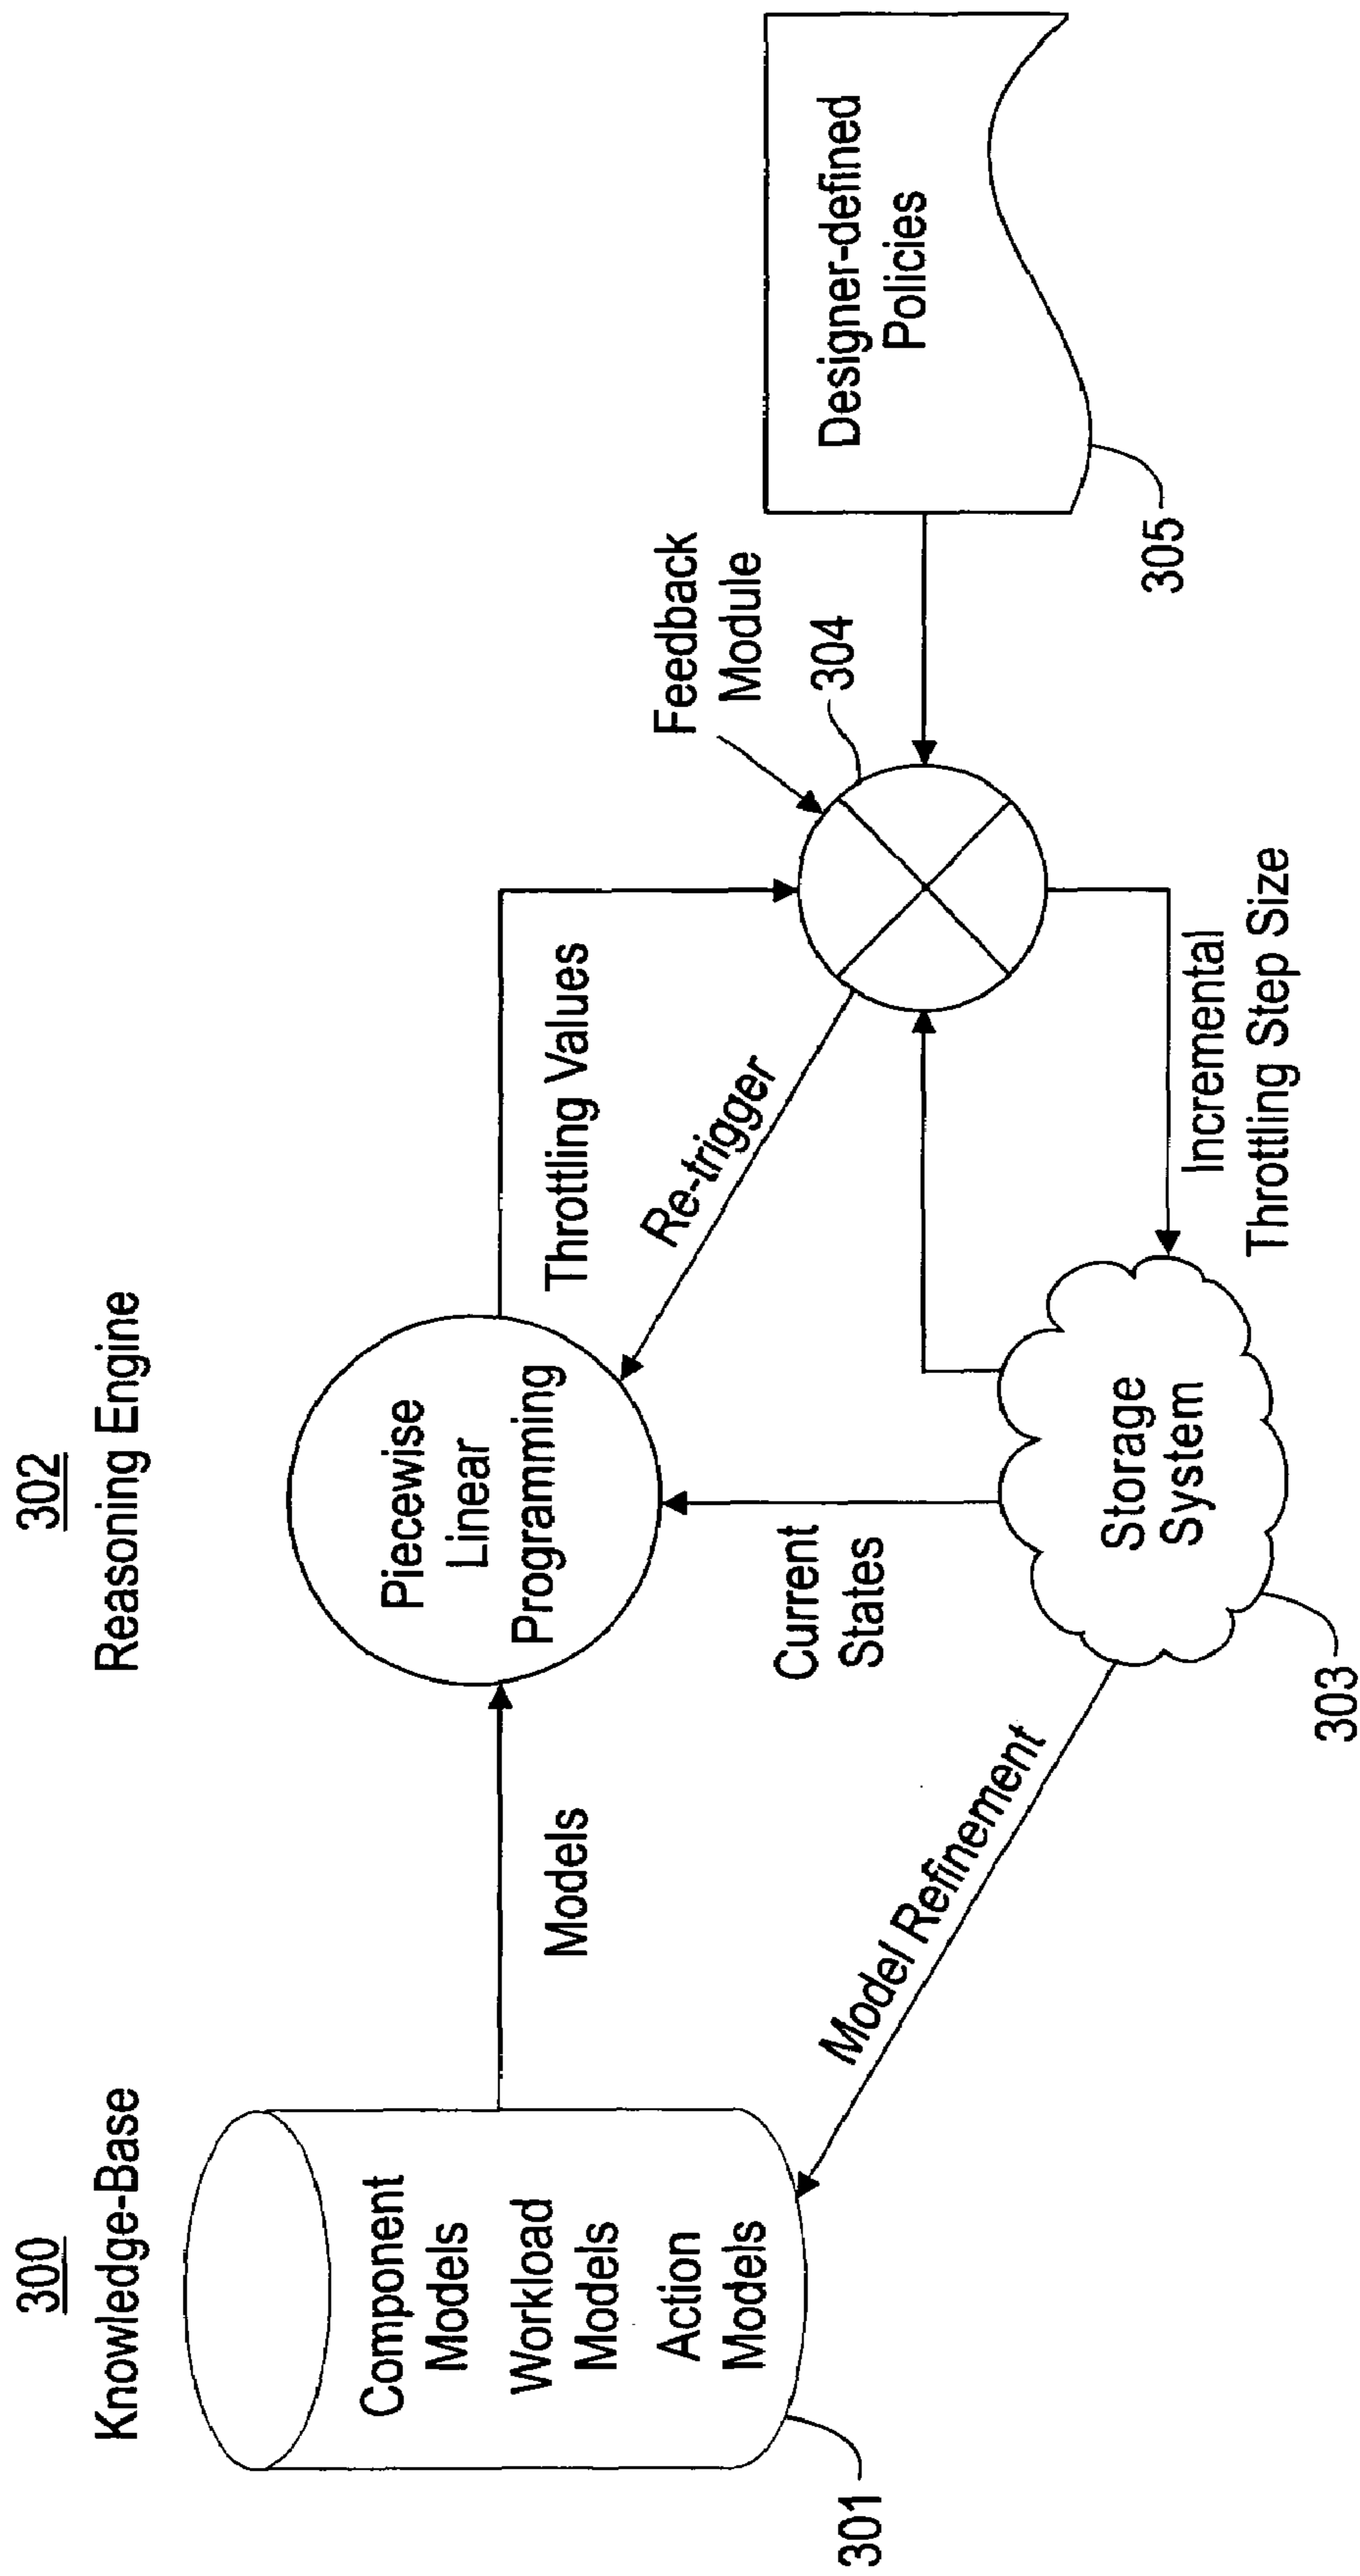 300
Knowledge-Base
302
Reasoning Engine
Component
Models
Workload
Models
Action
Models
301
Models
Piecewise
Linear
Programming
Throttling Values
Re-trigger
Current
States
Model Refinement
Storage
System
303
Feedback
Module
304
Incremental
Throttling Step Size
Designer-defined
Policies
305